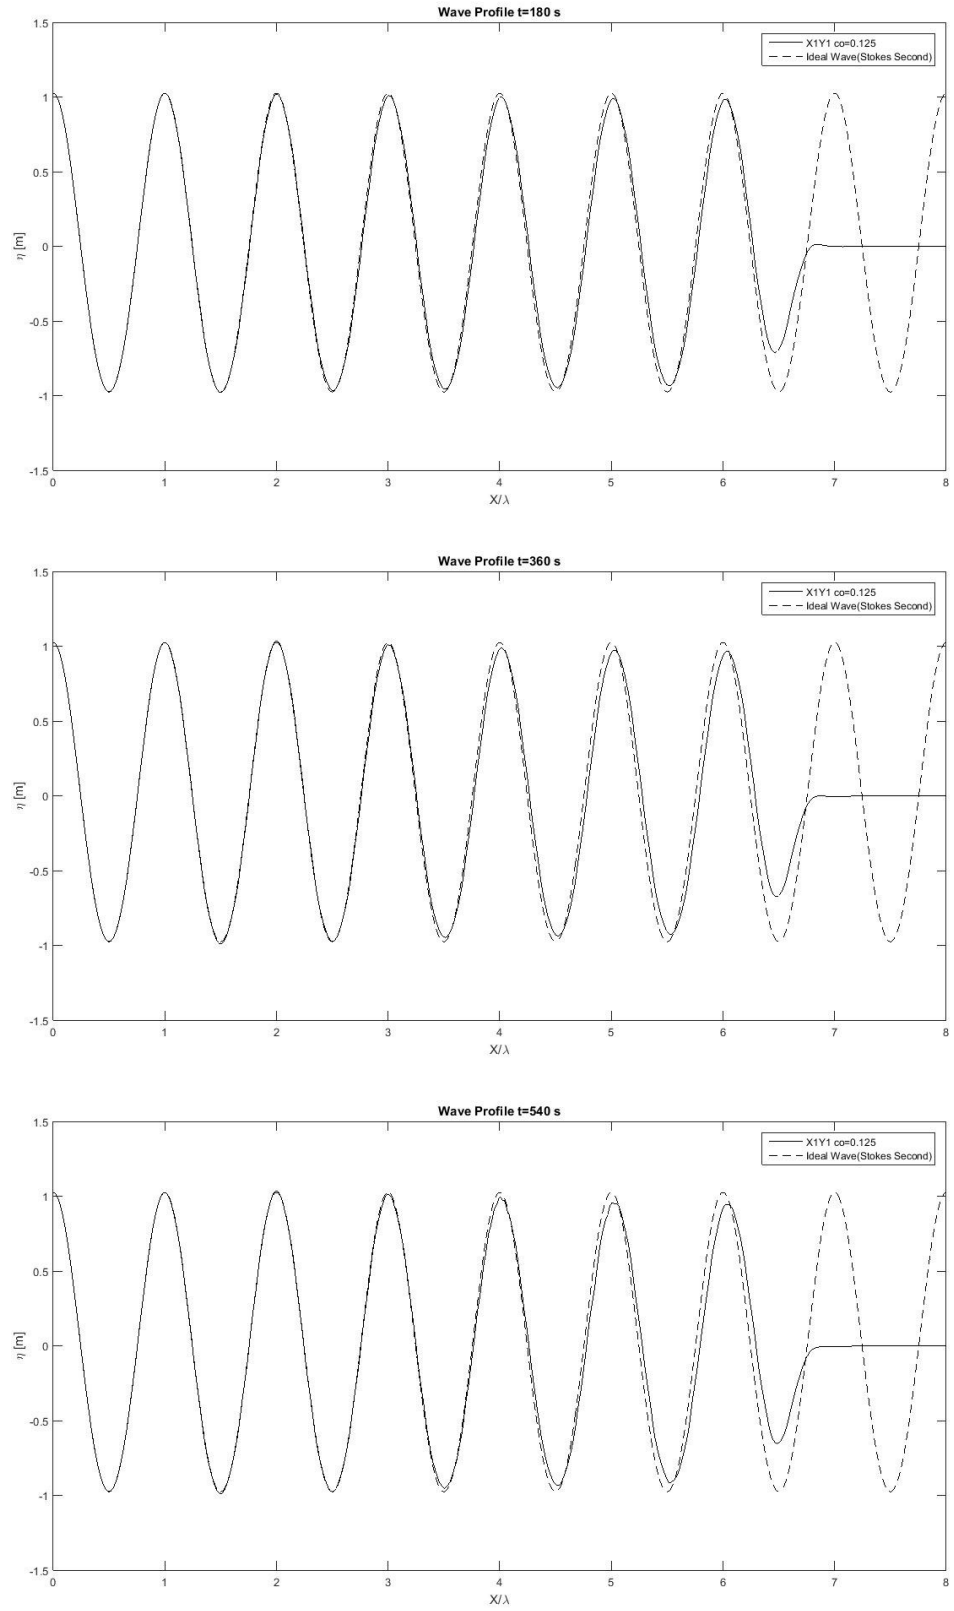 Wave Profile t=180 s
1.5
1
0.5
0
-0.5
-1
-1.5
η [m]
X1Y1 co=0.125
Ideal Wave(Stokes Second)
0 1 2 3 4 5 6 7 8
X/λ
Wave Profile t=360 s
1.5
1
0.5
0
-0.5
-1
-1.5
η [m]
X1Y1 co=0.125
Ideal Wave(Stokes Second)
0 1 2 3 4 5 6 7 8
X/λ
Wave Profile t=540 s
1.5
1
0.5
0
-0.5
-1
-1.5
η [m]
X1Y1 co=0.125
Ideal Wave(Stokes Second)
0 1 2 3 4 5 6 7 8
X/λ